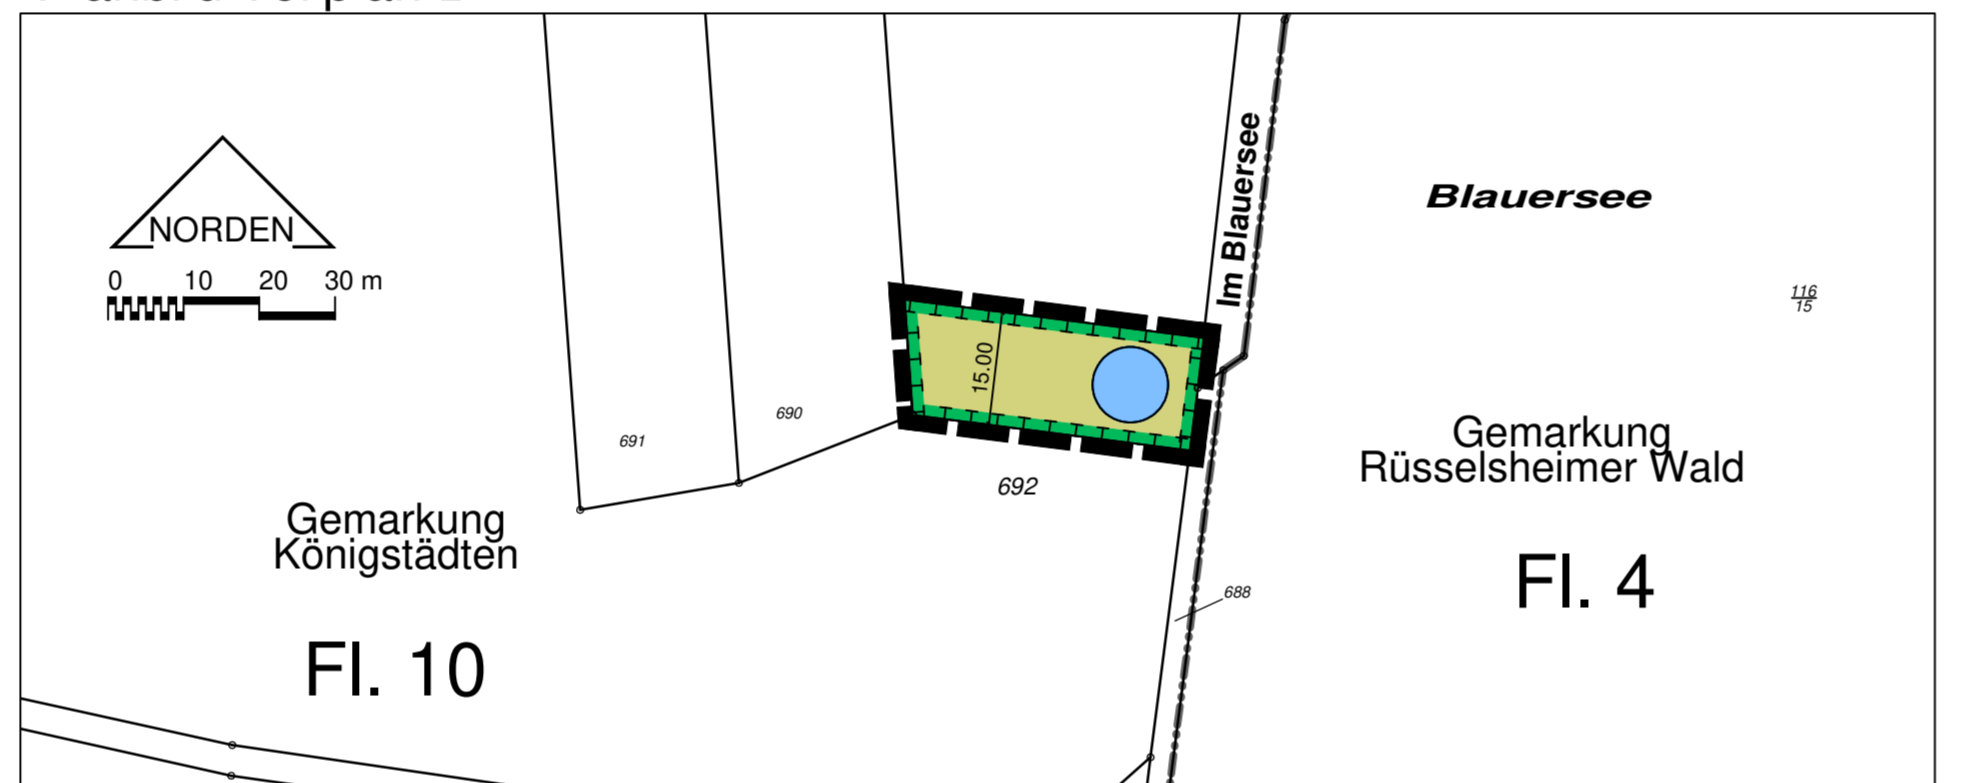 NORDEN
0 10 20 30 m
Im Blauersee
Blauersee
116
15
15.00
690
691
692
Gemarkung
Rüsselsheimer Wald
Gemarkung
Königstädten
Fl. 4
688
Fl. 10